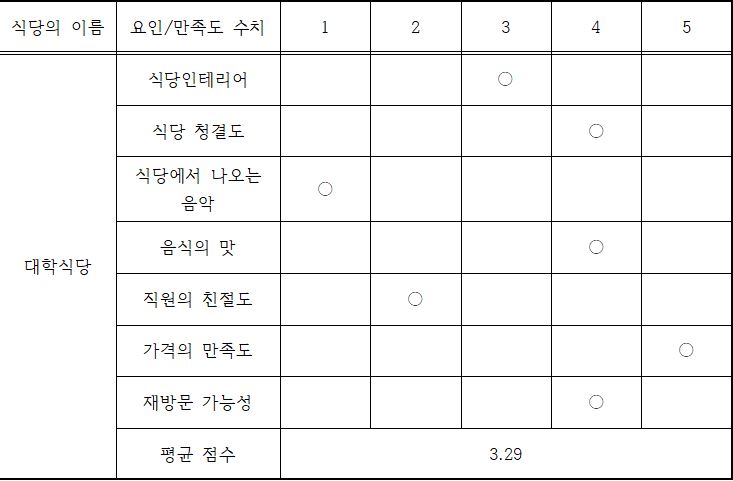 식당의 이름 요인/만족도 수치 1 2 3 4 5
식당인테리어 ○
식당 청결도 ○
식당에서 나오는
음악 ○
대학식당
음식의 맛 ○
직원의 친절도 ○
가격의 만족도 ○
재방문 가능성 ○
평균 점수 3.29